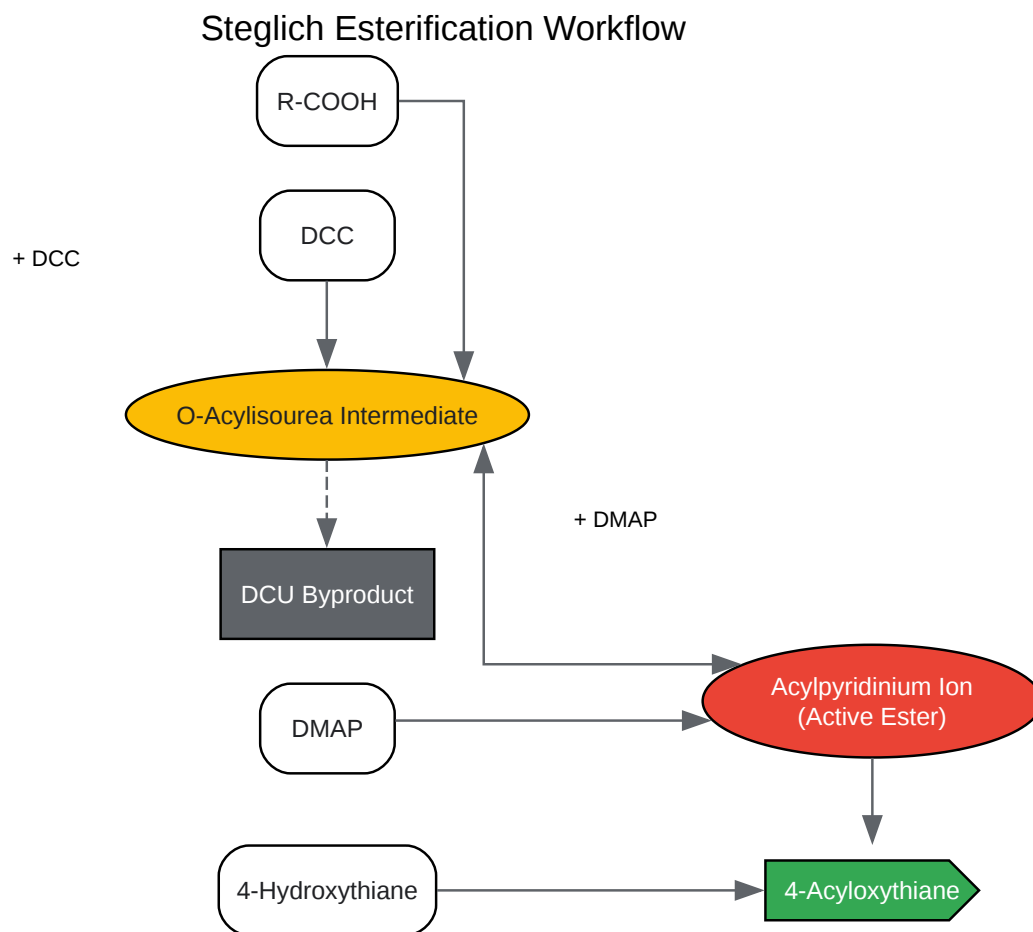 Steglich Esterification Workflow
R-COOH
DCC
+ DCC
O-Acylisourea Intermediate
+ DMAP
DCU Byproduct
Acylpyridinium Ion
(Active Ester)
DMAP
4-Hydroxythiane
4-Acyloxythiane